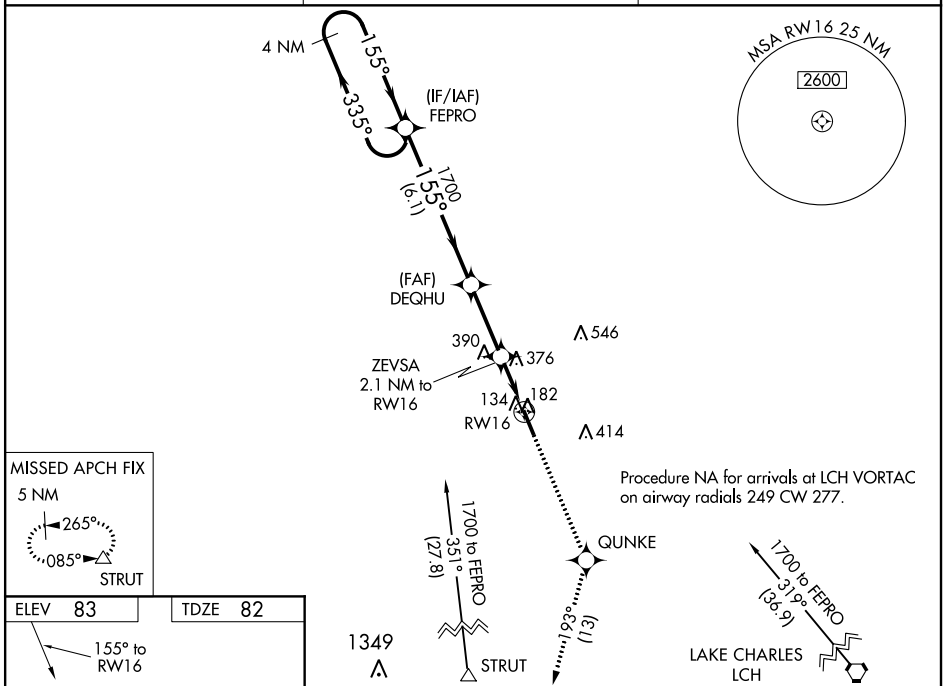 4 NM
155°
335°
(IF/IAF)
FEPRO
MSA RW16 25 NM
2600
1700
155°
(6.1)
(FAF)
DEQHU
546
390
376
ZEVSA
2.1 NM to
RW16
134
182
RW16
414
MISSED APCH FIX
5 NM
265°
085°
STRUT
Procedure NA for arrivals at LCH VORTAC
on airway radials 249 CW 277.
QUNKE
1700 to FEPRO
351°
(27.8)
193°
(13)
1700 to FEPRO
319°
(36.9)
ELEV 83
TDZE 82
155° to
RW16
1349
STRUT
LAKE CHARLES
LCH